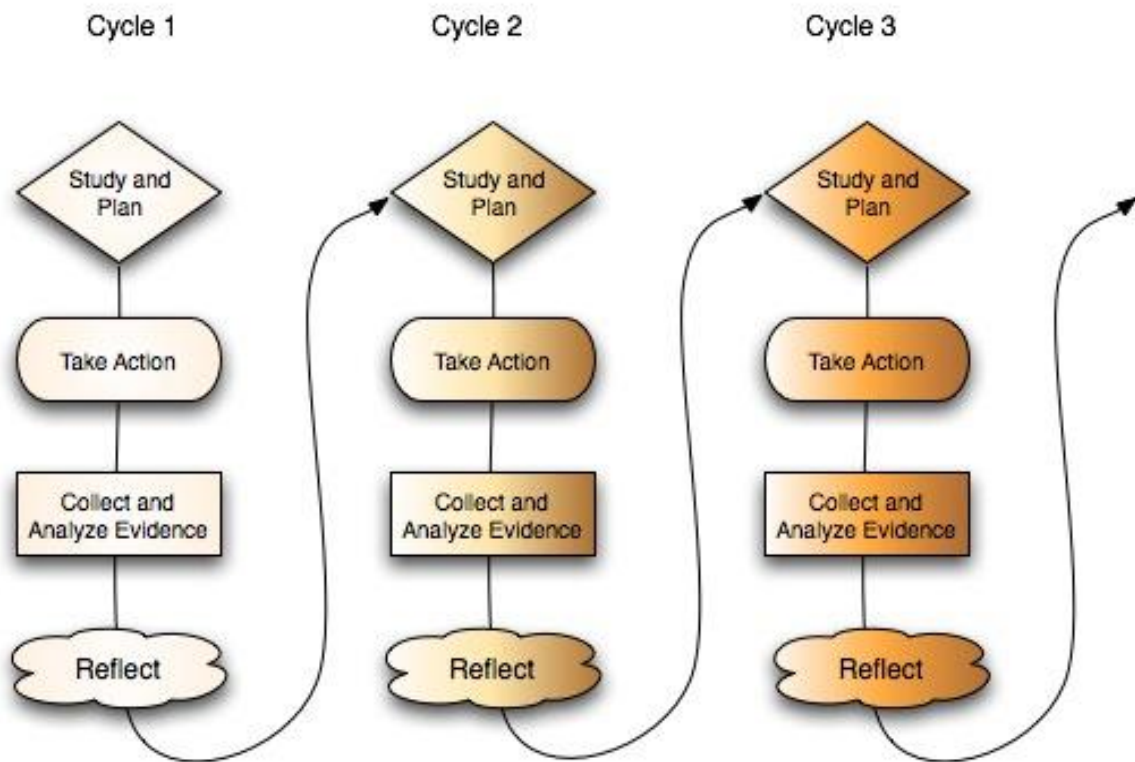 Cycle 1
Cycle 2
Cycle 3
Study and
Plan
Study and
Plan
Study and
Plan
Take Action
Take Action
Take Action
Collect and
Analyze Evidence
Collect and
Analyze Evidence
Collect and
Analyze Evidence
Reflect
Reflect
Reflect